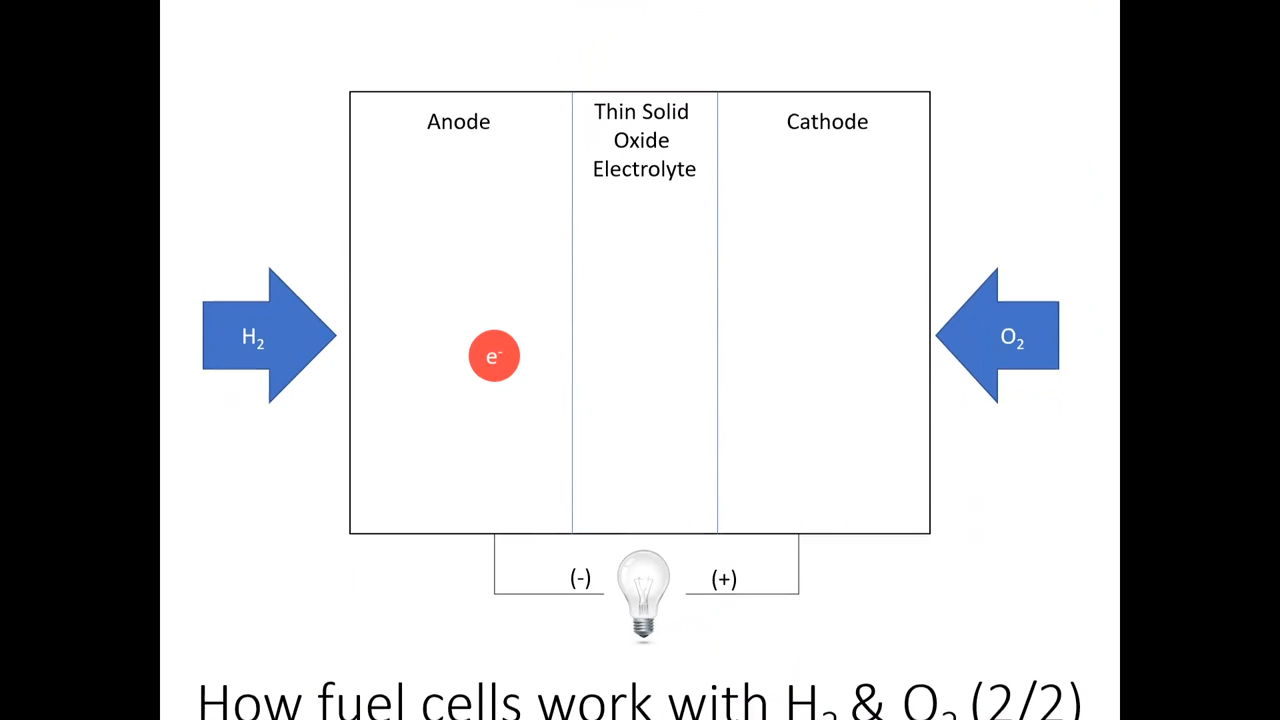 Anode
Thin Solid
Oxide
Electrolyte
Cathode
H₂
e⁻
O₂
(-)
(+)
How fuel cells work with H₂ & O₂ (2/2)